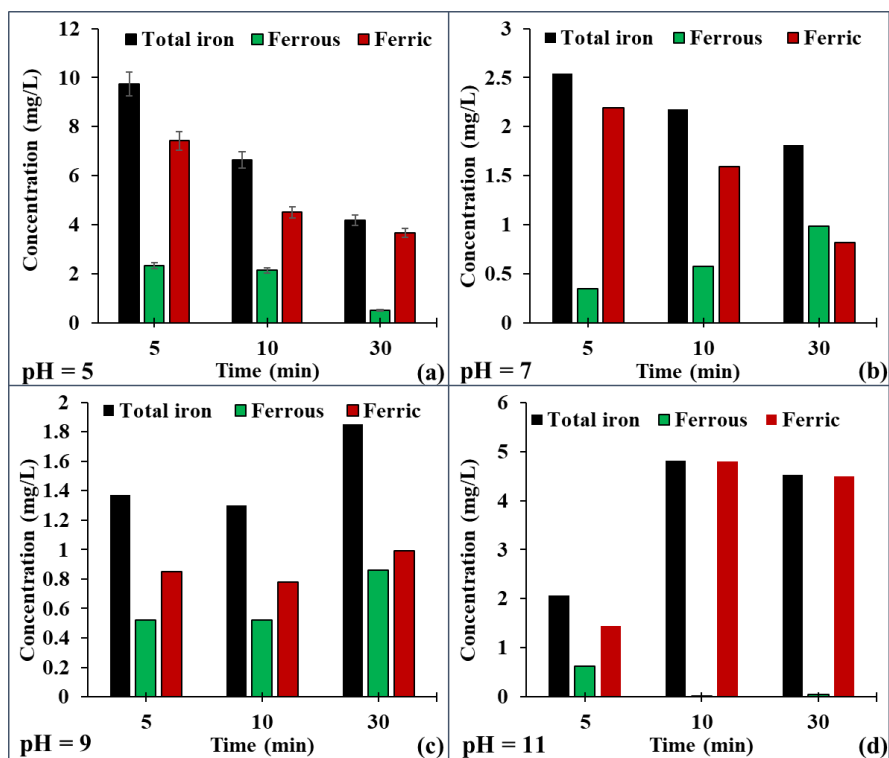 12
10
8
6
4
2
0
Concentration (mg/L)
Total iron Ferrous Ferric
5 10 30
Time (min)
pH = 5
(a)
3
2.5
2
1.5
1
0.5
0
Concentration (mg/L)
Total iron Ferrous Ferric
5 10 30
Time (min)
pH = 7
(b)
2
1.8
1.6
1.4
1.2
1
0.8
0.6
0.4
0.2
0
Concentration (mg/L)
Total iron Ferrous Ferric
5 10 30
Time (min)
pH = 9
(c)
6
5
4
3
2
1
0
Concentration (mg/L)
Total iron Ferrous Ferric
5 10 30
Time (min)
pH = 11
(d)